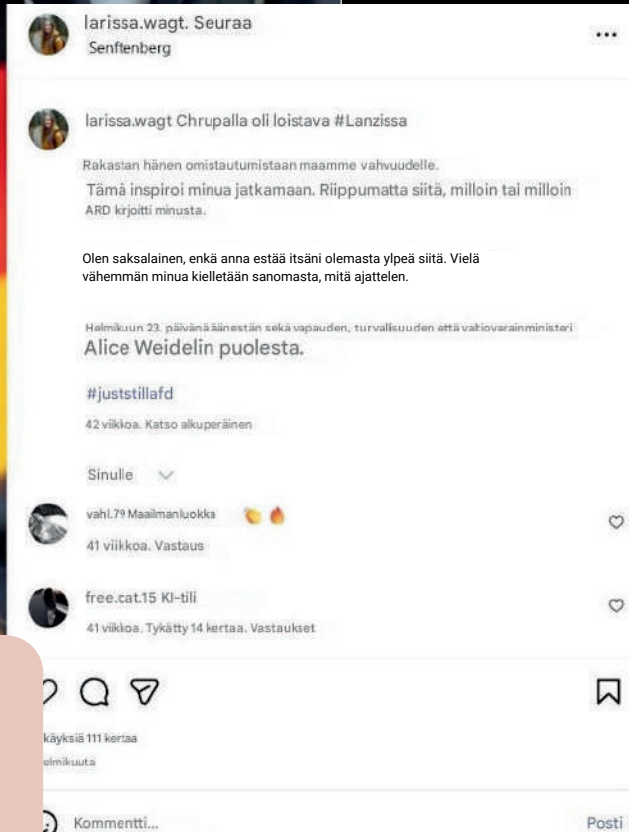 larissa.wagt. Seuraa
Senftenberg
larissa.wagt Chrupalla oli loistava #Lanzissa
Rakastan hänen omistautumistaan maamme vahvuudelle.
Tämä inspiroi minua jatkamaan. Riippumatta siitä, milloin tai milloin
ARD kirjoitti minusta.
Olen saksalainen, enkä anna estää itsäni olemasta ylpeä siitä. Vielä
vähemmän minua kielletään sanomasta, mitä ajattelen.
Helmikuun 23. päivänä äänestän sekä vapauden, turvallisuuden että valtiovarainministeri
Alice Weidelin puolesta.
#juststillafd
42 viikkoa. Katso alkuperäinen
Sinulle
vahl.79 Maailmanluokka 👏 🔥
41 viikkoa. Vastaus
free.cat.15 KI-tili
41 viikkoa. Tykätty 14 kertaa. Vastaukset
käyksiä 111 kertaa
elmikuuta
Kommentti...
Posti